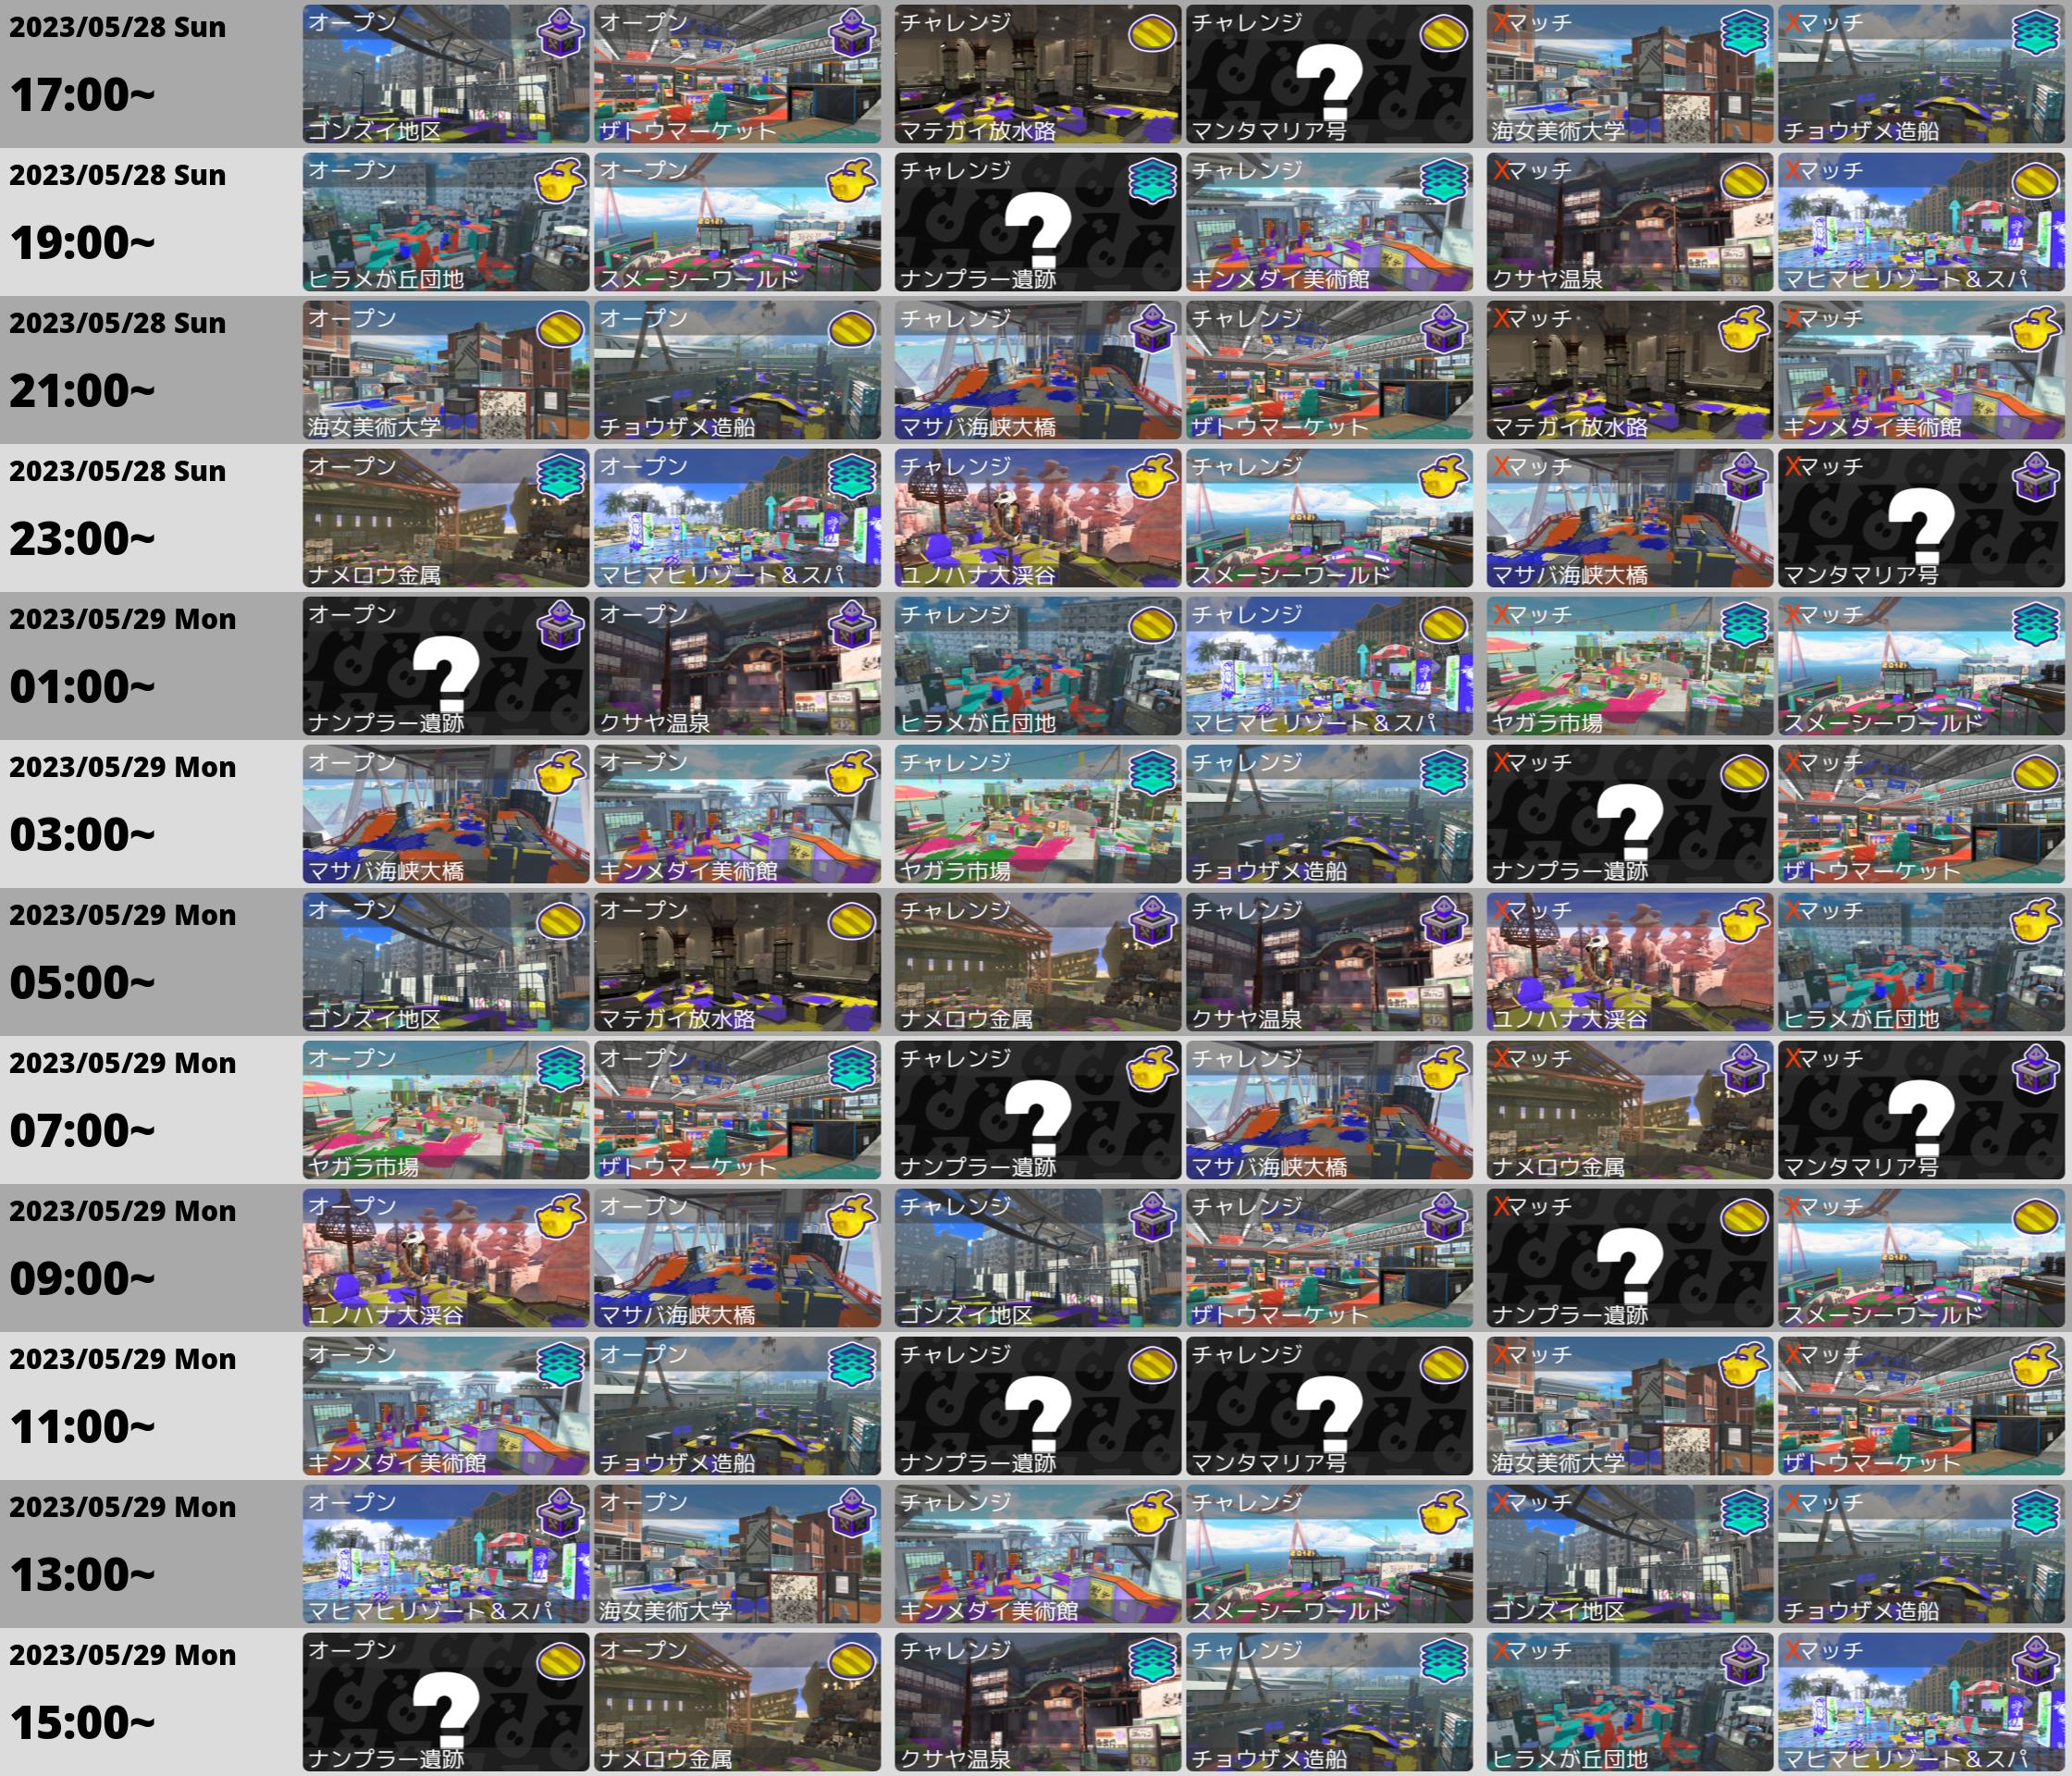 2023/05/28 Sun
17:00~
オープン オープン チャレンジ チャレンジ Xマッチ Xマッチ
ゴンズイ地区 ザトウマーケット マテガイ放水路 マンタマリア号 海女美術大学 チョウザメ造船
2023/05/28 Sun
19:00~
オープン オープン チャレンジ チャレンジ Xマッチ Xマッチ
ヒラメが丘団地 スメーシーワールド ナンプラー遺跡 キンメダイ美術館 クサヤ温泉 マヒマヒリゾート＆スパ
2023/05/28 Sun
21:00~
オープン オープン チャレンジ チャレンジ Xマッチ Xマッチ
海女美術大学 チョウザメ造船 マサバ海峡大橋 ザトウマーケット マテガイ放水路 キンメダイ美術館
2023/05/28 Sun
23:00~
オープン オープン チャレンジ チャレンジ Xマッチ Xマッチ
ナメロウ金属 マヒマヒリゾート＆スパ ユノハナ大渓谷 スメーシーワールド マサバ海峡大橋 マンタマリア号
2023/05/29 Mon
01:00~
オープン オープン チャレンジ チャレンジ Xマッチ Xマッチ
ナンプラー遺跡 クサヤ温泉 ヒラメが丘団地 マヒマヒリゾート＆スパ ヤガラ市場 スメーシーワールド
2023/05/29 Mon
03:00~
オープン オープン チャレンジ チャレンジ Xマッチ Xマッチ
マサバ海峡大橋 キンメダイ美術館 ヤガラ市場 チョウザメ造船 ナンプラー遺跡 ザトウマーケット
2023/05/29 Mon
05:00~
オープン オープン チャレンジ チャレンジ Xマッチ Xマッチ
ゴンズイ地区 マテガイ放水路 ナメロウ金属 クサヤ温泉 ユノハナ大渓谷 ヒラメが丘団地
2023/05/29 Mon
07:00~
オープン オープン チャレンジ チャレンジ Xマッチ Xマッチ
ヤガラ市場 ザトウマーケット ナンプラー遺跡 マサバ海峡大橋 ナメロウ金属 マンタマリア号
2023/05/29 Mon
09:00~
オープン オープン チャレンジ チャレンジ Xマッチ Xマッチ
ユノハナ大渓谷 マサバ海峡大橋 ゴンズイ地区 ザトウマーケット ナンプラー遺跡 スメーシーワールド
2023/05/29 Mon
11:00~
オープン オープン チャレンジ チャレンジ Xマッチ Xマッチ
キンメダイ美術館 チョウザメ造船 ナンプラー遺跡 マンタマリア号 海女美術大学 ザトウマーケット
2023/05/29 Mon
13:00~
オープン オープン チャレンジ チャレンジ Xマッチ Xマッチ
マヒマヒリゾート＆スパ 海女美術大学 キンメダイ美術館 スメーシーワールド ゴンズイ地区 チョウザメ造船
2023/05/29 Mon
15:00~
オープン オープン チャレンジ チャレンジ Xマッチ Xマッチ
ナンプラー遺跡 ナメロウ金属 クサヤ温泉 チョウザメ造船 ヒラメが丘団地 マヒマヒリゾート＆スパ